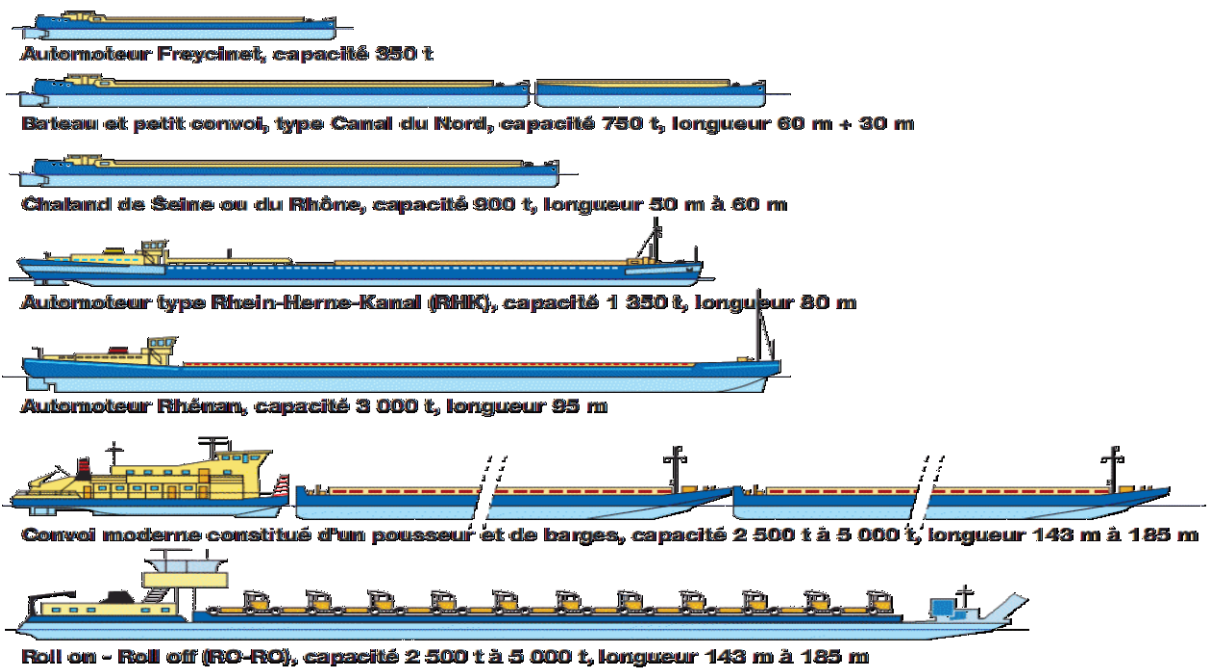 Automoteur Freycinet, capacité 350 t
Bateau et petit convoi, type Canal du Nord, capacité 750 t, longueur 60 m + 30 m
Chaland de Seine ou du Rhône, capacité 900 t, longueur 50 m à 60 m
Automoteur type Rhein-Herne-Kanal (RHK), capacité 1 350 t, longueur 80 m
Automoteur Rhénan, capacité 3 000 t, longueur 95 m
Convoi moderne constitué d'un pousseur et de barges, capacité 2 500 t à 5 000 t, longueur 143 m à 185 m
Roll on - Roll off (RO-RO), capacité 2 500 t à 5 000 t, longueur 143 m à 185 m